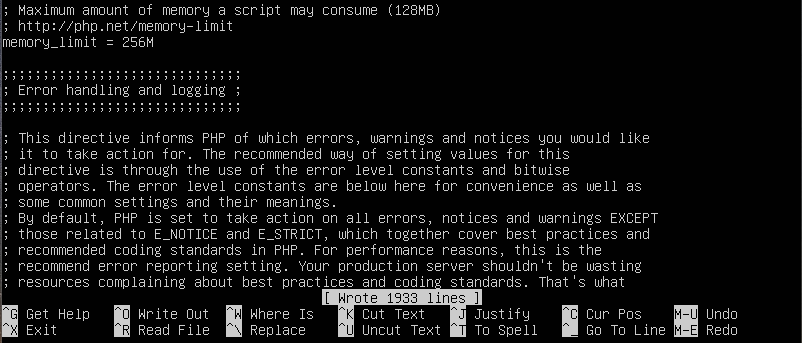 ; Maximum amount of memory a script may consume (128MB)
; http://php.net/memory-limit
memory_limit = 256M
;;;;;;;;;;;;;;;;;;;;;;;;;;;;;;
; Error handling and logging ;
;;;;;;;;;;;;;;;;;;;;;;;;;;;;;;
; This directive informs PHP of which errors, warnings and notices you would like
; it to take action for. The recommended way of setting values for this
; directive is through the use of the error level constants and bitwise
; operators. The error level constants are below here for convenience as well as
; some common settings and their meanings.
; By default, PHP is set to take action on all errors, notices and warnings EXCEPT
; those related to E_NOTICE and E_STRICT, which together cover best practices and
; recommended coding standards in PHP. For performance reasons, this is the
; recommend error reporting setting. Your production server shouldn't be wasting
; resources complaining about best practices and coding standards. That's what
[ Wrote 1933 lines ]
^G Get Help ^O Write Out ^W Where Is ^K Cut Text ^J Justify ^C Cur Pos M-U Undo
^X Exit ^R Read File ^\ Replace ^U Uncut Text ^T To Spell ^_ Go To Line M-E Redo